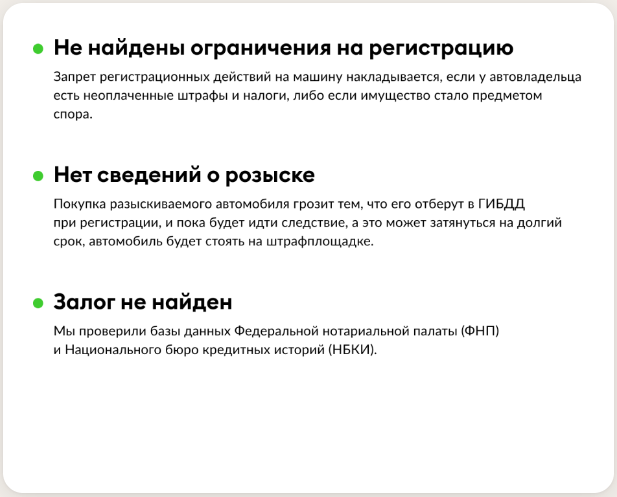 Не найдены ограничения на регистрацию
Запрет регистрационных действий на машину накладывается, если у автовладельца
есть неоплаченные штрафы и налоги, либо если имущество стало предметом
спора.
Нет сведений о розыске
Покупка разыскиваемого автомобиля грозит тем, что его отберут в ГИБДД
при регистрации, и пока будет идти следствие, а это может затянуться на долгий
срок, автомобиль будет стоять на штрафплощадке.
Залог не найден
Мы проверили базы данных Федеральной нотариальной палаты (ФНП)
и Национального бюро кредитных историй (НБКИ).